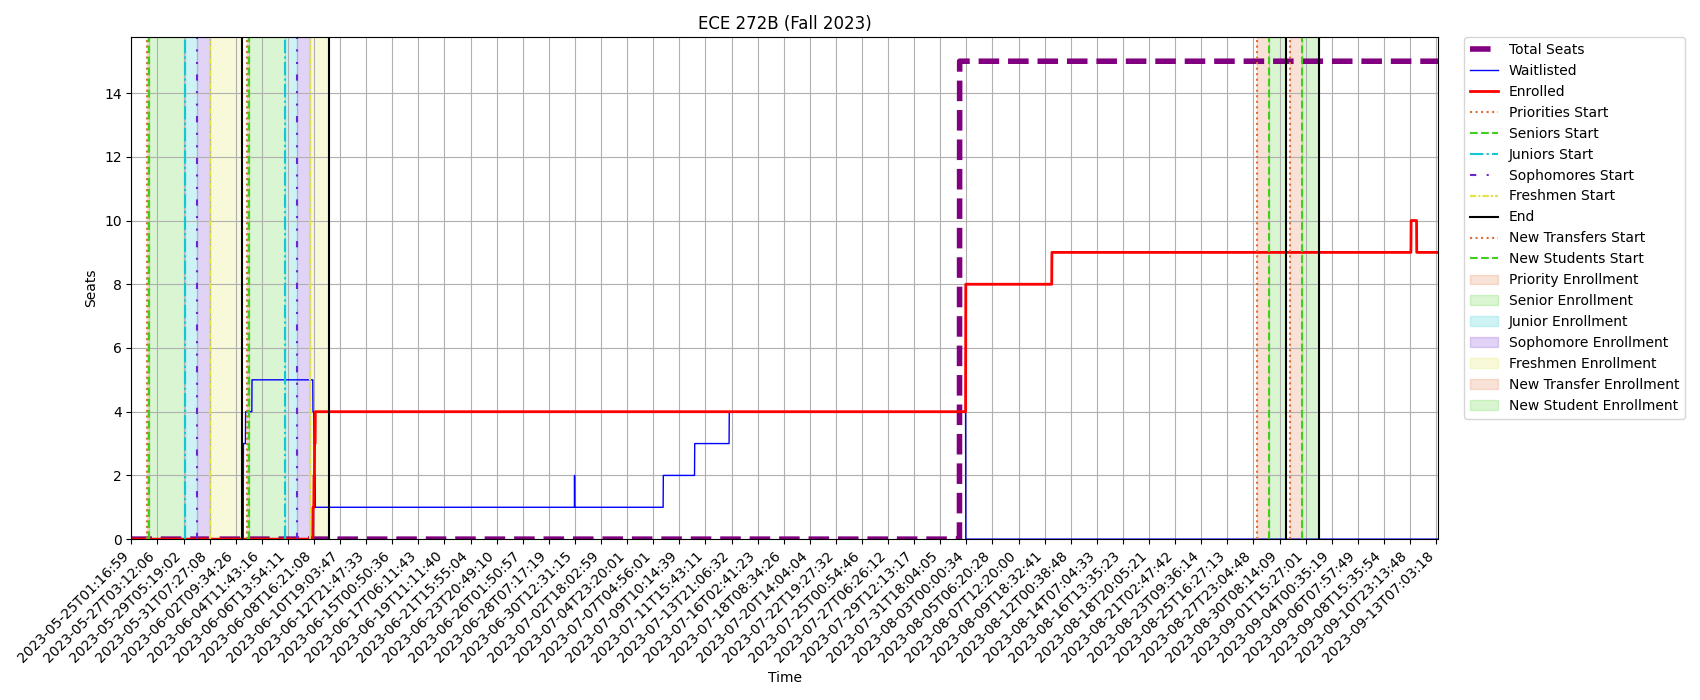 ECE 272B (Fall 2023)
Seats
14
12
10
8
6
4
2
0
2023-05-25T01:16:59
2023-05-27T03:12:06
2023-05-29T05:19:02
2023-05-31T07:27:08
2023-06-02T09:34:26
2023-06-04T11:43:16
2023-06-06T13:54:11
2023-06-08T16:21:08
2023-06-10T19:03:47
2023-06-12T21:47:33
2023-06-15T00:50:36
2023-06-17T06:11:43
2023-06-19T11:11:40
2023-06-21T15:55:04
2023-06-23T20:49:10
2023-06-26T01:50:57
2023-06-28T07:17:19
2023-06-30T12:31:15
2023-07-02T18:02:59
2023-07-04T23:20:01
2023-07-07T04:56:01
2023-07-09T10:14:39
2023-07-11T15:43:11
2023-07-13T21:06:32
2023-07-16T02:41:23
2023-07-18T08:34:26
2023-07-20T14:04:04
2023-07-22T19:27:32
2023-07-25T00:54:46
2023-07-27T06:26:12
2023-07-29T12:13:17
2023-07-31T18:04:05
2023-08-03T00:00:34
2023-08-05T06:20:28
2023-08-07T12:20:00
2023-08-09T18:32:41
2023-08-12T00:38:48
2023-08-14T07:04:33
2023-08-16T13:35:23
2023-08-18T20:05:21
2023-08-21T02:47:42
2023-08-23T09:36:14
2023-08-25T16:27:13
2023-08-27T23:04:48
2023-08-30T08:14:09
2023-09-01T15:27:01
2023-09-04T00:35:19
2023-09-06T07:57:49
2023-09-08T15:35:54
2023-09-10T23:13:48
2023-09-13T07:03:18
Time
Total Seats
Waitlisted
Enrolled
Priorities Start
Seniors Start
Juniors Start
Sophomores Start
Freshmen Start
End
New Transfers Start
New Students Start
Priority Enrollment
Senior Enrollment
Junior Enrollment
Sophomore Enrollment
Freshmen Enrollment
New Transfer Enrollment
New Student Enrollment